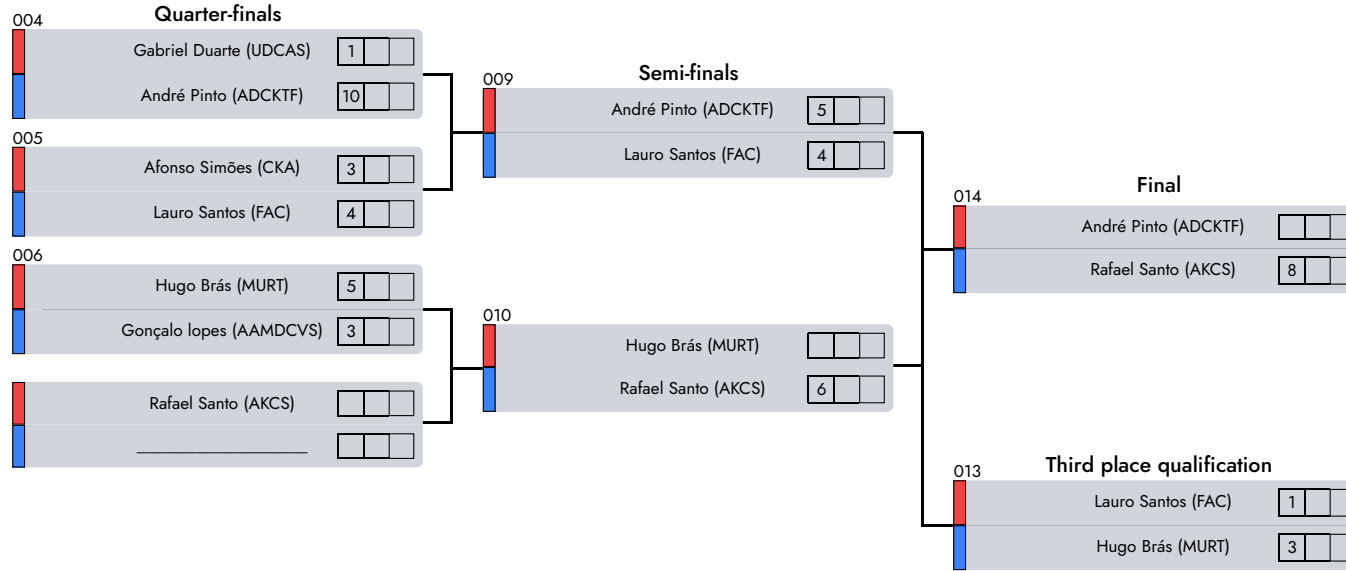 Quarter-finals
004
Gabriel Duarte (UDCAS) 1
André Pinto (ADCKTF) 10
005
Afonso Simões (CKA) 3
Lauro Santos (FAC) 4
006
Hugo Brás (MURT) 5
Gonçalo lopes (AAMDCVS) 3
Rafael Santo (AKCS)
____________________
Semi-finals
009
André Pinto (ADCKTF) 5
Lauro Santos (FAC) 4
010
Hugo Brás (MURT)
Rafael Santo (AKCS) 6
Final
014
André Pinto (ADCKTF)
Rafael Santo (AKCS) 8
Third place qualification
013
Lauro Santos (FAC) 1
Hugo Brás (MURT) 3